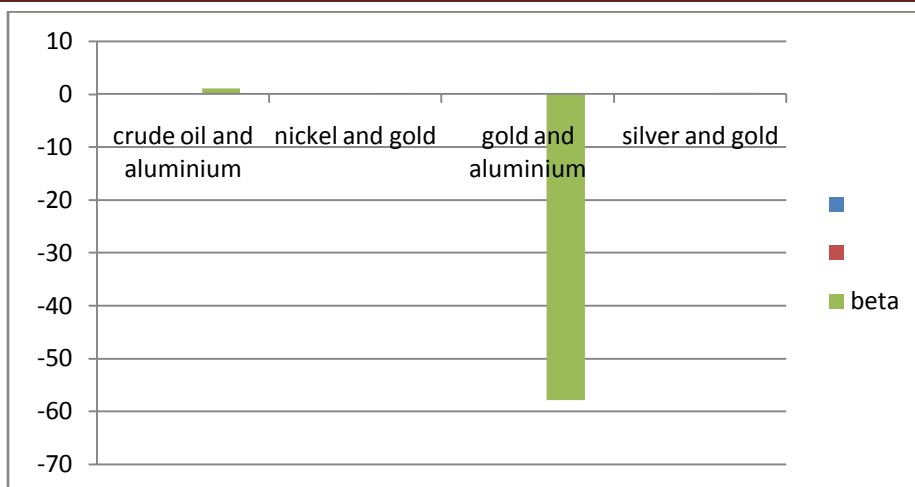 10
0
-10
-20
-30
-40
-50
-60
-70
crude oil and
aluminium
nickel and gold
gold and
aluminium
silver and gold
beta